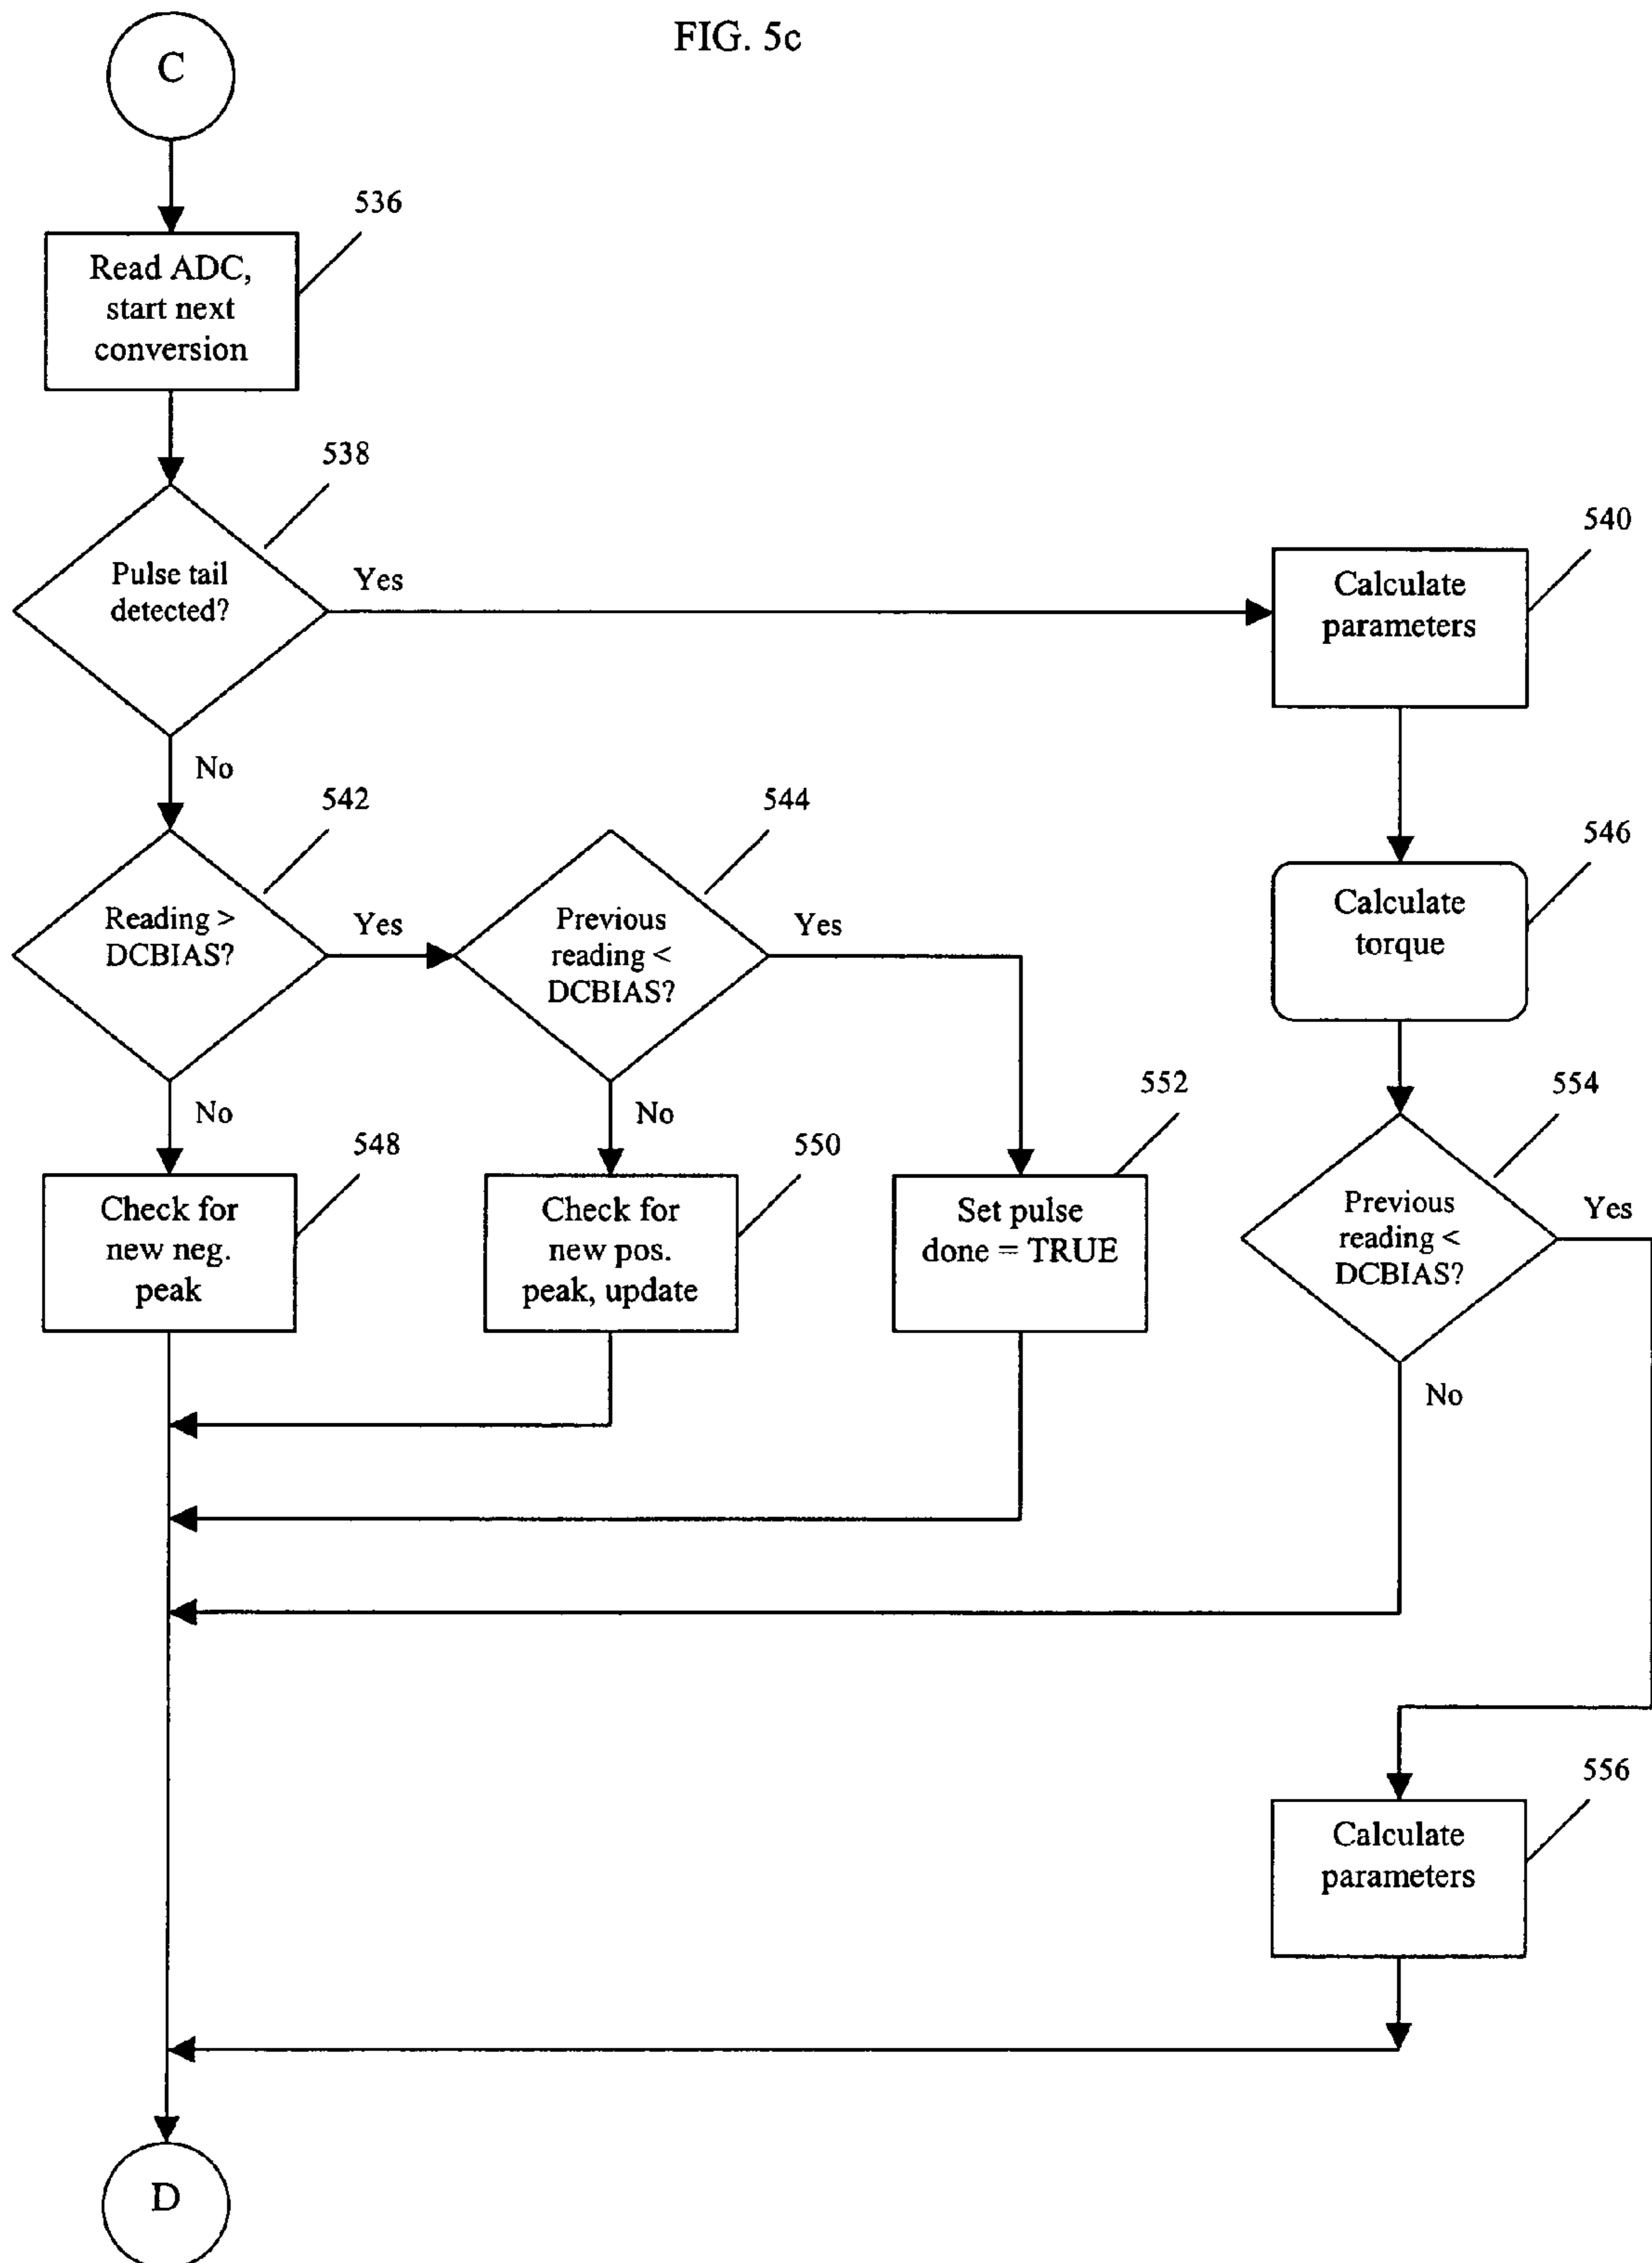 FIG. 5c
C
536
Read ADC,
start next
conversion
538
Pulse tail
detected?
Yes
No
540
Calculate
parameters
542
Reading >
DCBIAS?
Yes
No
544
Previous
reading <
DCBIAS?
Yes
No
546
Calculate
torque
548
Check for
new neg.
peak
550
Check for
new pos.
peak, update
552
Set pulse
done = TRUE
554
Previous
reading <
DCBIAS?
Yes
No
556
Calculate
parameters
D